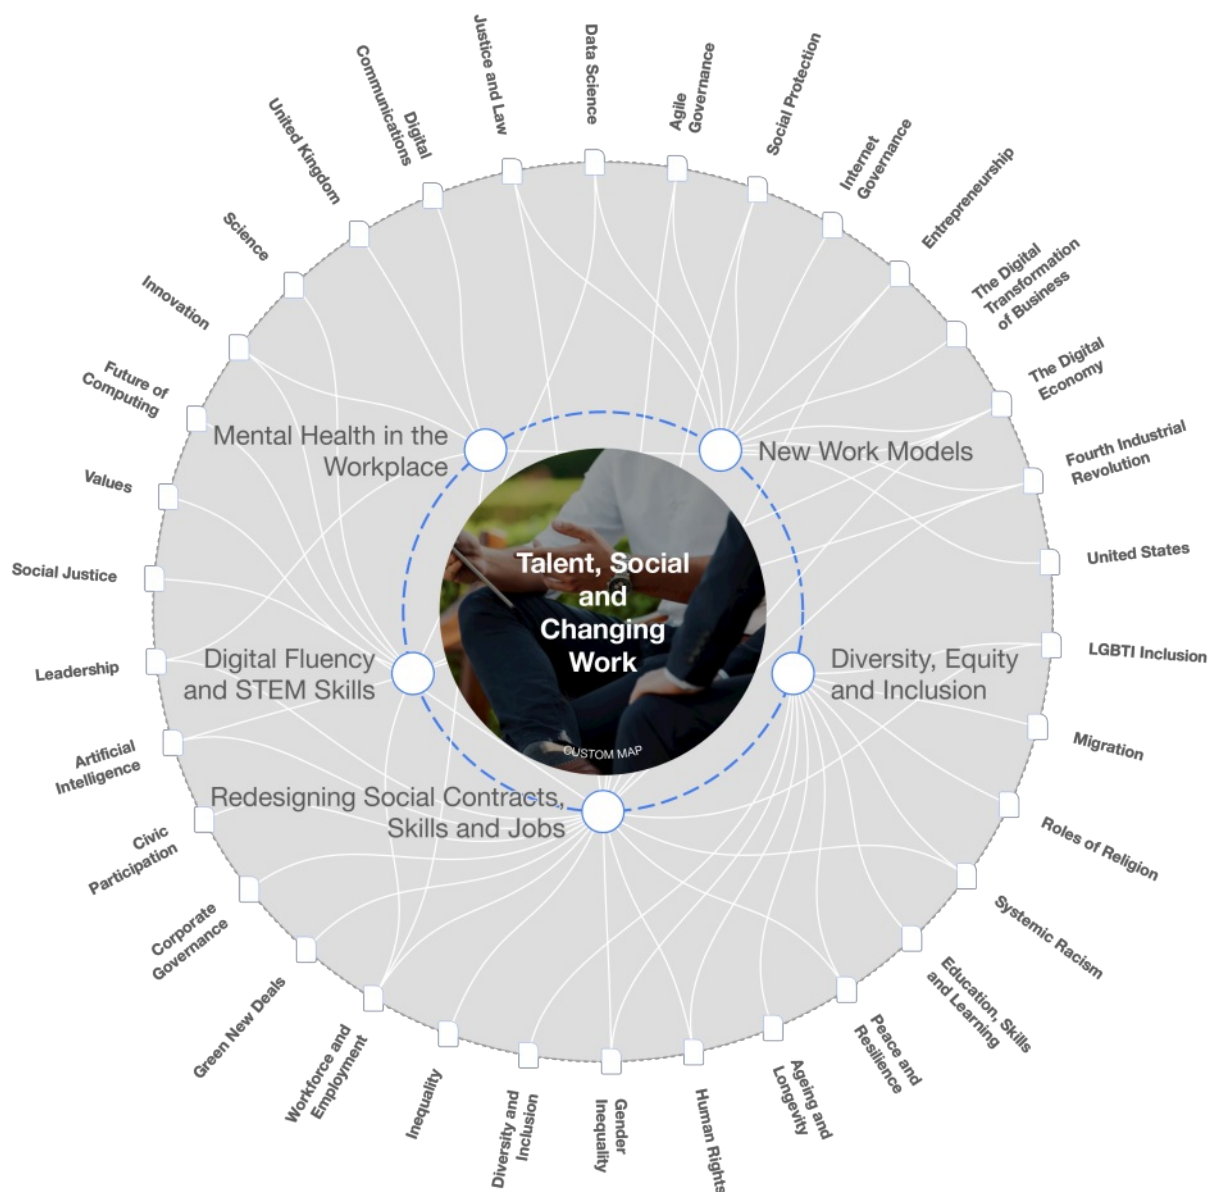 Justice and Law
Data Science
Agile
Governance
Social Protection
Internet
Governance
Entrepreneurship
The Digital
Transformation
of Business
The Digital
Economy
Fourth Industrial
Revolution
United States
LGBTI Inclusion
Migration
Roles of Religion
Systemic Racism
Education, Skills
and Learning
Peace and
Resilience
Ageing and
Longevity
Human Rights
Gender
Inequality
Diversity and
Inclusion
Inequality
Workforce and
Employment
Green New Deals
Corporate
Governance
Civic
Participation
Artificial
Intelligence
Leadership
Social Justice
Values
Future of
Computing
Innovation
Science
United Kingdom
Digital
Communications
Mental Health in the
Workplace
New Work Models
Talent, Social
and
Changing
Work
CUSTOM MAP
Digital Fluency
and STEM Skills
Diversity, Equity
and Inclusion
Redesigning Social Contracts,
Skills and Jobs